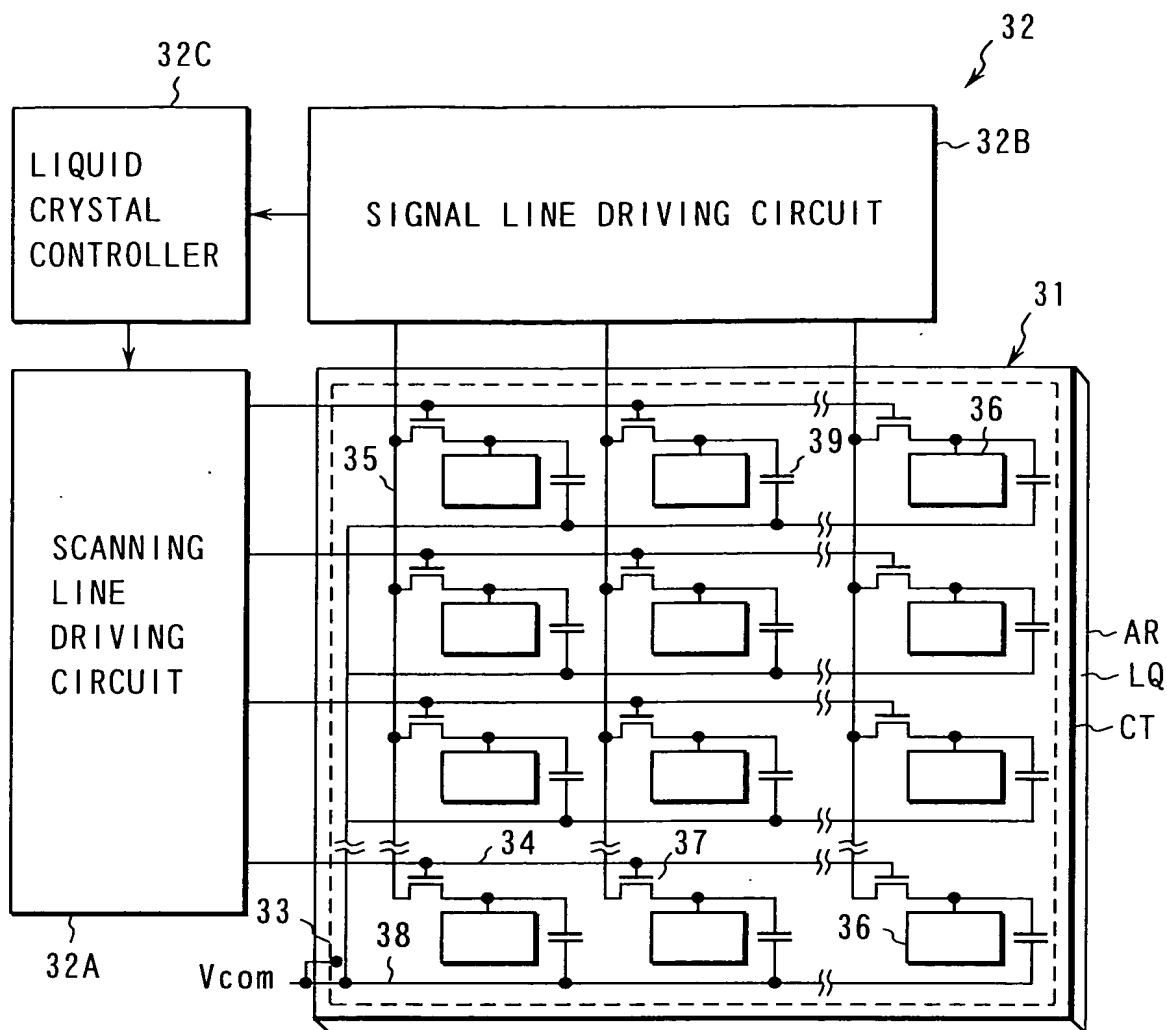 32
32C
LIQUID
CRYSTAL
CONTROLLER
SIGNAL LINE DRIVING CIRCUIT
32B
31
35
39
36
SCANNING
LINE
DRIVING
CIRCUIT
AR
LQ
CT
34
37
33
38
36
32A
Vcom